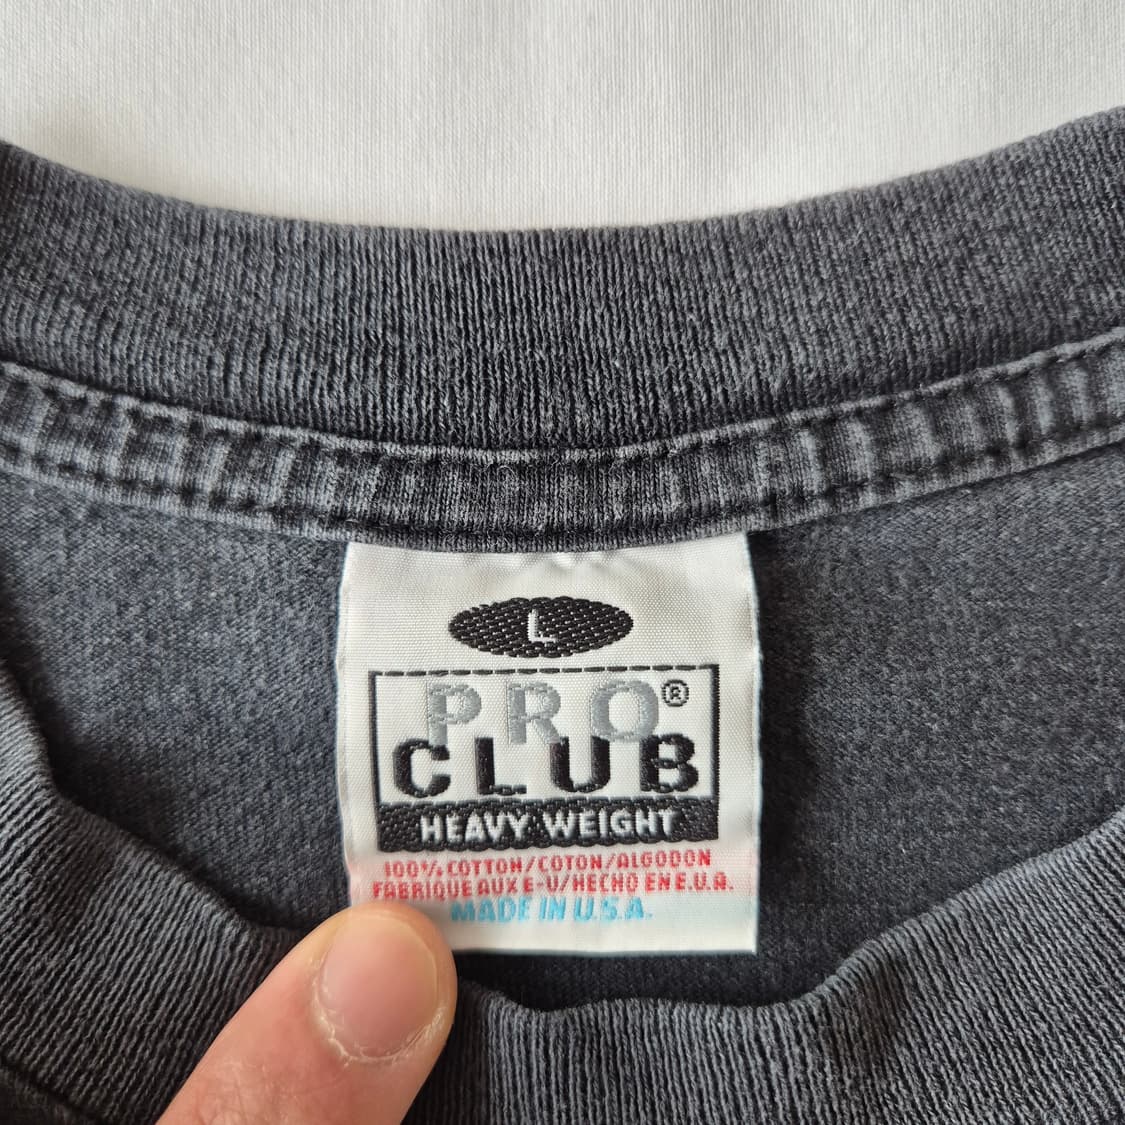 L
PRO®
CLUB
HEAVY WEIGHT
100% COTTON/COTON/ALGODON
FABRIQUE AUX E-U/HECHO EN E.U.A.
MADE IN U.S.A.